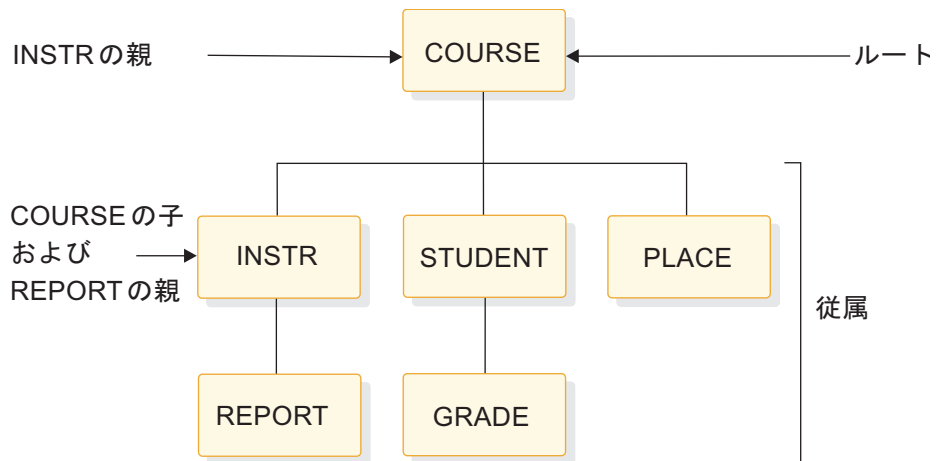 INSTRの親
COURSE
ルート
COURSEの子
および
REPORTの親
INSTR
STUDENT
PLACE
従属
REPORT
GRADE